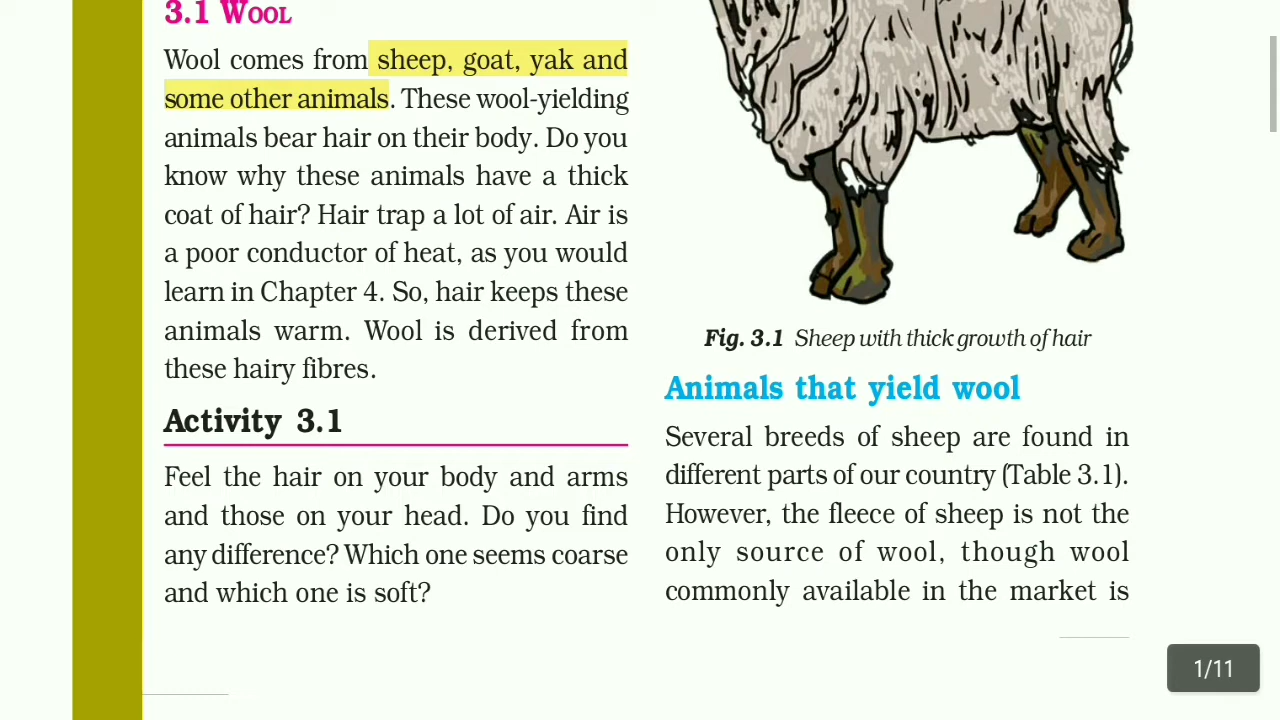 3.1 WOOL
Wool comes from sheep, goat, yak and
some other animals. These wool-yielding
animals bear hair on their body. Do you
know why these animals have a thick
coat of hair? Hair trap a lot of air. Air is
a poor conductor of heat, as you would
learn in Chapter 4. So, hair keeps these
animals warm. Wool is derived from
these hairy fibres.
Activity 3.1
Feel the hair on your body and arms
and those on your head. Do you find
any difference? Which one seems coarse
and which one is soft?
Fig. 3.1 Sheep with thick growth of hair
Animals that yield wool
Several breeds of sheep are found in
different parts of our country (Table 3.1).
However, the fleece of sheep is not the
only source of wool, though wool
commonly available in the market is
1/11